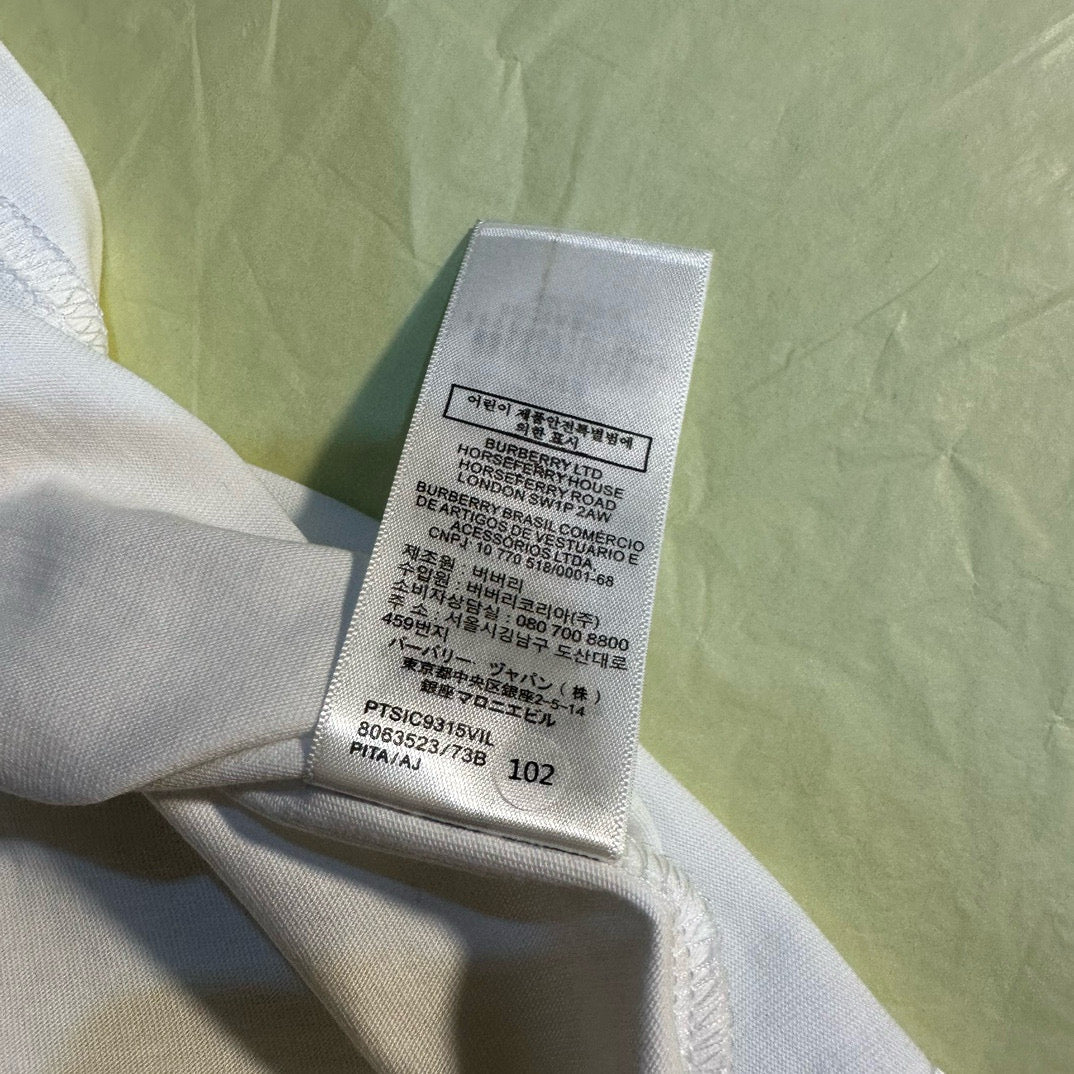 어린이 제품안전특별법에
의한 표시
BURBERRY LTD
HORSEFERRY HOUSE
HORSEFERRY ROAD
LONDON SW1P 2AW
BURBERRY BRASIL COMÉRCIO
DE ARTIGOS DE VESTUÁRIO E
ACESSÓRIOS LTDA,
CNPJ 10 770 518/0001-68
제조원 : 버버리
수입원 : 버버리코리아(주)
소비자상담실 : 080 700 8800
주 소 : 서울시강남구 도산대로
459번지
バーバリー・ヅャパン(株)
東京都中央区銀座2-5-14
銀座マロニエビル
PTSIC9315VIL
8063523/73B
PITA/AJ 102